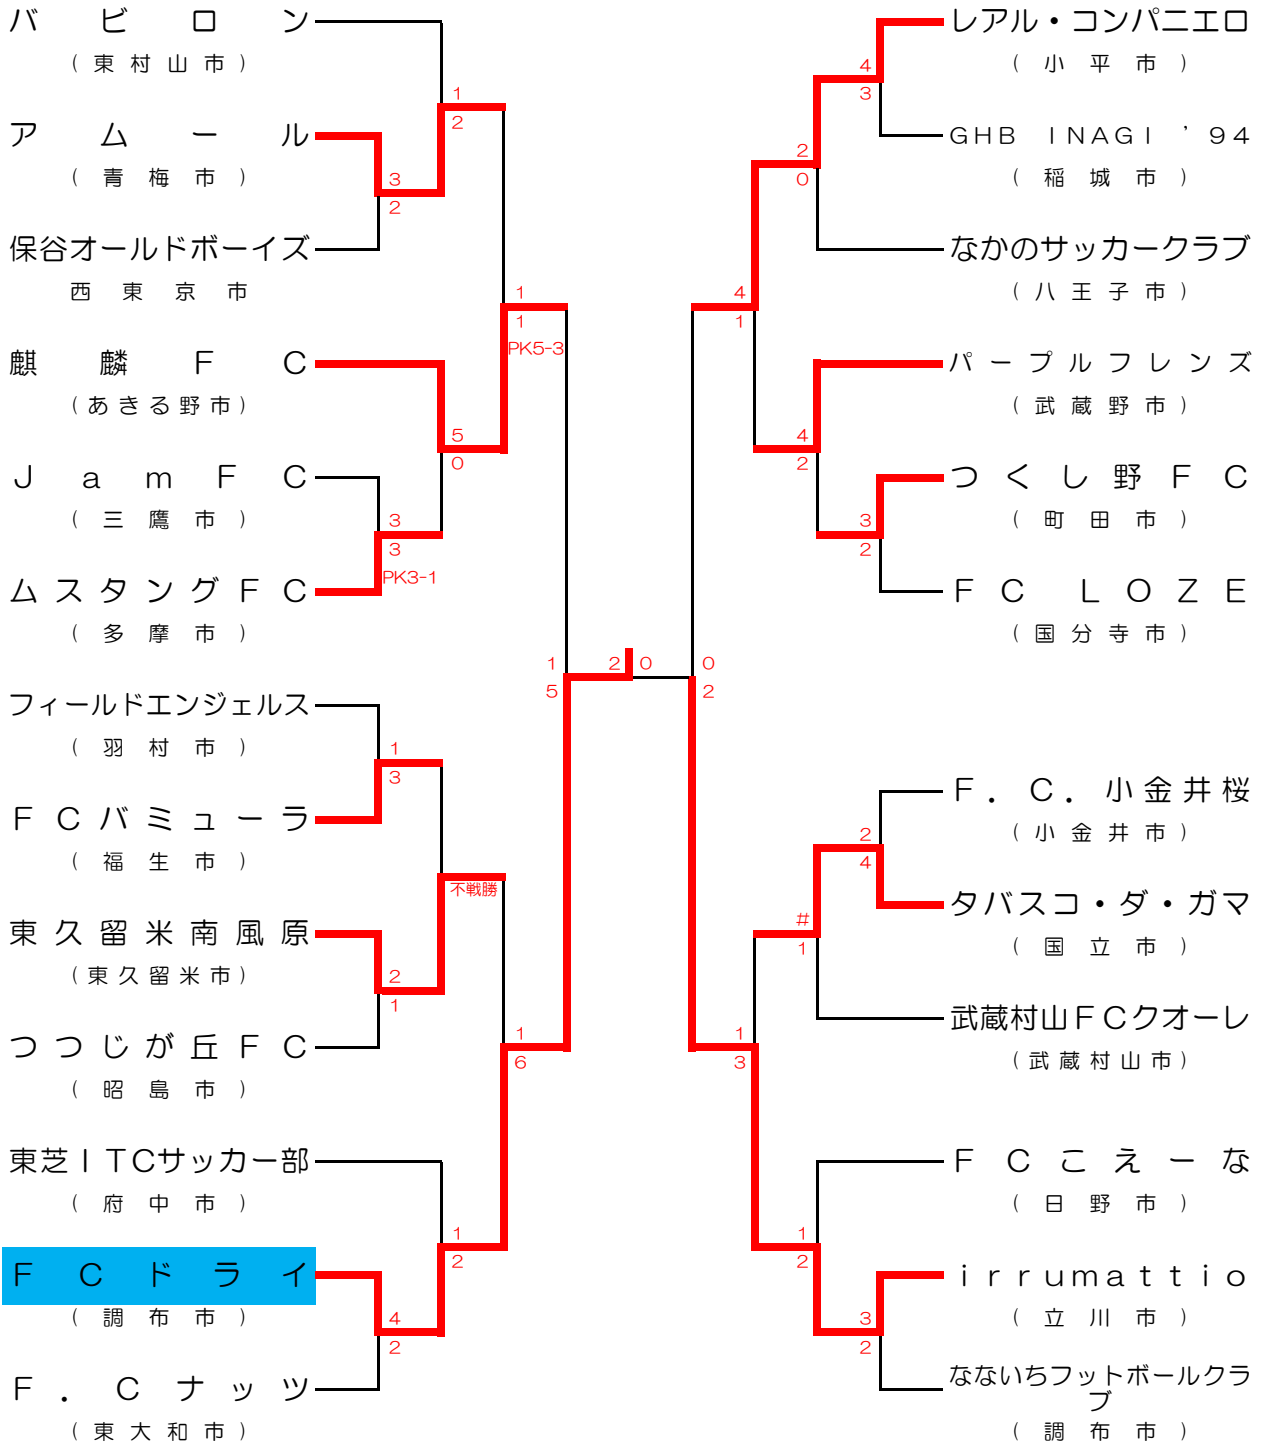 バビロン
(東村山市)
アムール
(青梅市)
保谷オールドボーイズ
西東京市
麒麟FC
(あきる野市)
JamFC
(三鷹市)
ムスタングFC
(多摩市)
フィールドエンジェルス
(羽村市)
FCバミューラ
(福生市)
東久留米南風原
(東久留米市)
つつじが丘FC
(昭島市)
東芝ITCサッカー部
(府中市)
FCドライ
(調布市)
F.Cナッツ
(東大和市)
1
2
3
2
1
1
PK5-3
5
0
3
3
PK3-1
1
5
2
0
1
3
不戦勝
2
1
1
6
1
2
4
2
レアル・コンパニエロ
(小平市)
GHB INAGI '94
(稲城市)
なかのサッカークラブ
(八王子市)
パープルフレンズ
(武蔵野市)
つくし野FC
(町田市)
FC LOZE
(国分寺市)
F.C.小金井桜
(小金井市)
タバスコ・ダ・ガマ
(国立市)
武蔵村山FCクオーレ
(武蔵村山市)
FCこえーな
(日野市)
irrumattio
(立川市)
なないちフットボールクラ
ブ
(調布市)
4
3
2
0
4
1
4
2
3
2
0
2
2
4
#
1
1
3
1
2
3
2